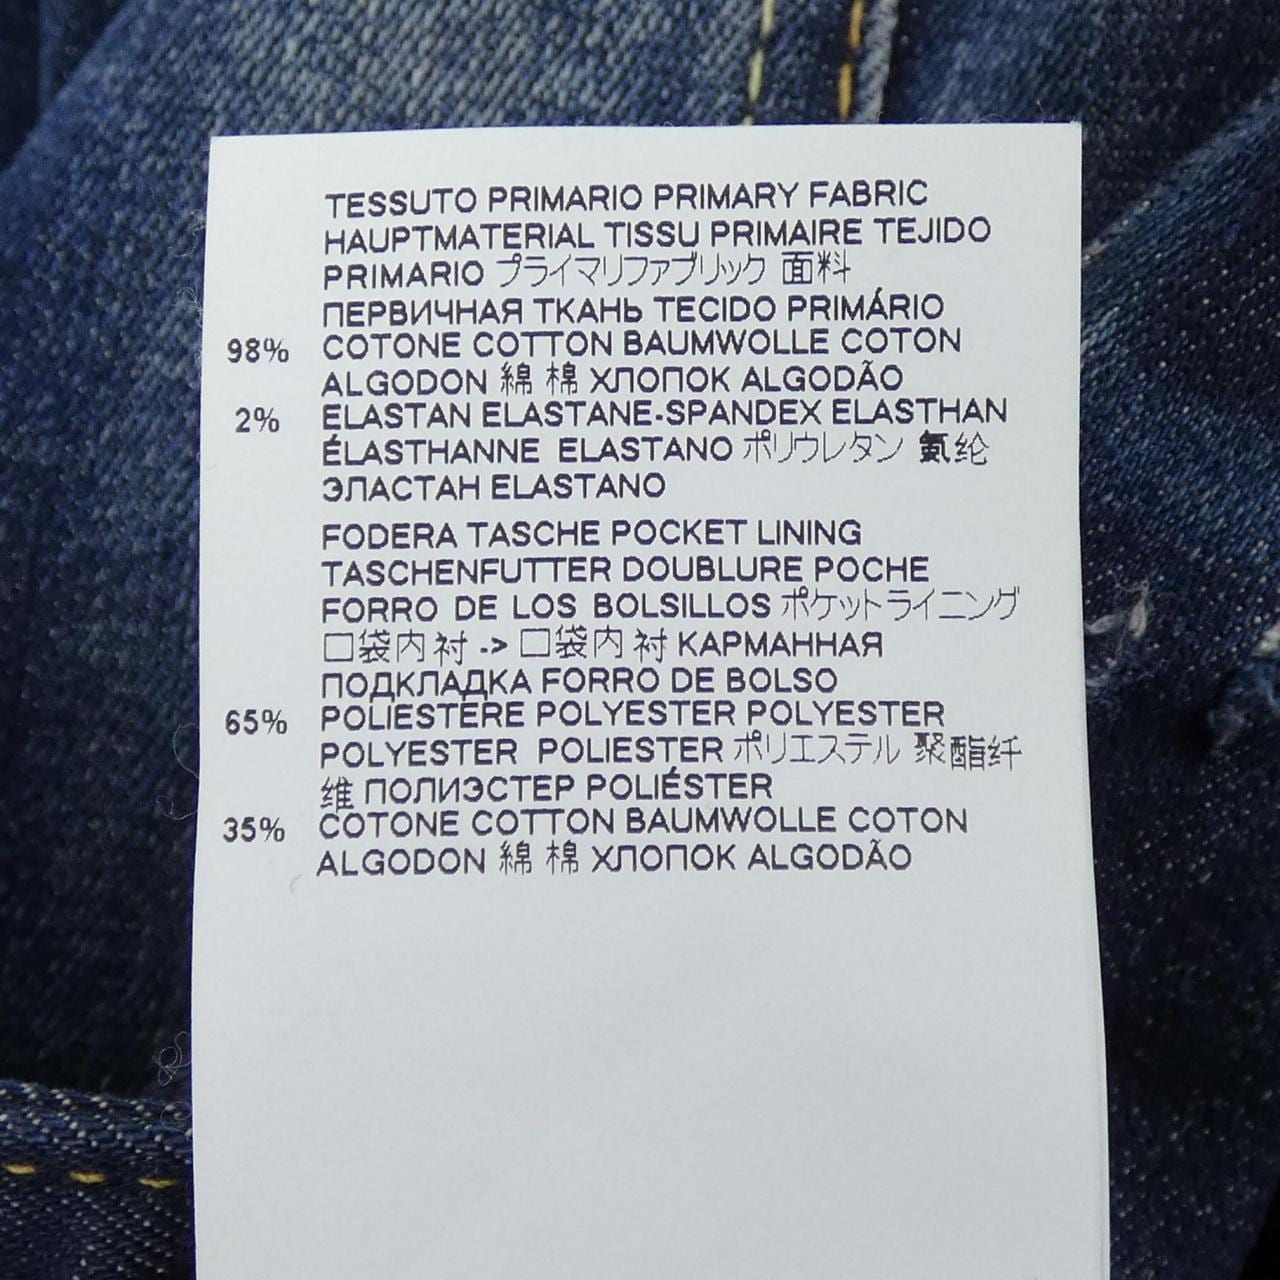 TESSUTO PRIMARIO PRIMARY FABRIC
HAUPTMATERIAL TISSU PRIMAIRE TEJIDO
PRIMARIO プライマリファブリック 面料
ПЕРВИЧНАЯ ТКАНЬ TECIDO PRIMÁRIO
98% COTONE COTTON BAUMWOLLE COTON
ALGODON 綿 棉 ХЛОПОК ALGODÃO
2% ELASTAN ELASTANE-SPANDEX ELASTHAN
ÉLASTHANNE ELASTANO ポリウレタン 氨纶
ЭЛАСТАН ELASTANO
FODERA TASCHE POCKET LINING
TASCHENFUTTER DOUBLURE POCHE
FORRO DE LOS BOLSILLOS ポケットライニング
口袋内衬 -> 口袋内衬 КАРМАННАЯ
ПОДКЛАДКА FORRO DE BOLSO
65% POLIESTERE POLYESTER POLYESTER
POLYESTER POLIESTER ポリエステル 聚酯纤
维 ПОЛИЭСТЕР POLIÉSTER
35% COTONE COTTON BAUMWOLLE COTON
ALGODON 綿 棉 ХЛОПОК ALGODÃO